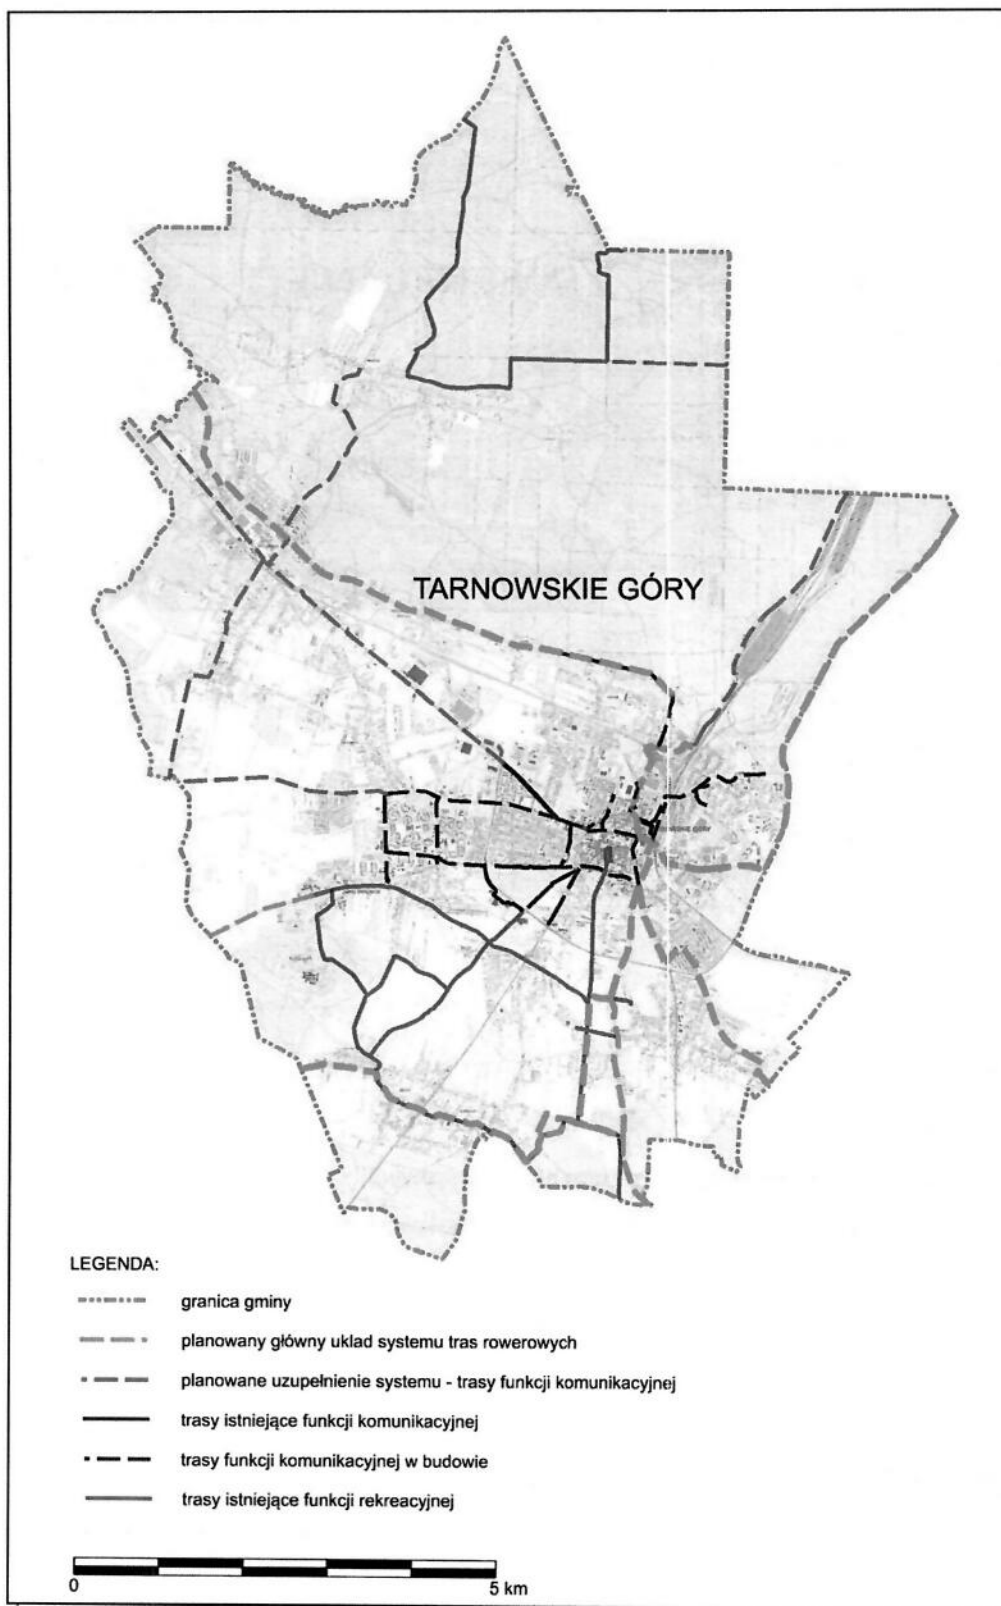 TARNOWSKIE GÓRY
LEGENDA:
granica gminy
planowany główny układ systemu tras rowerowych
planowane uzupełnienie systemu - trasy funkcji komunikacyjnej
trasy istniejące funkcji komunikacyjnej
trasy funkcji komunikacyjnej w budowie
trasy istniejące funkcji rekreacyjnej
0
5 km